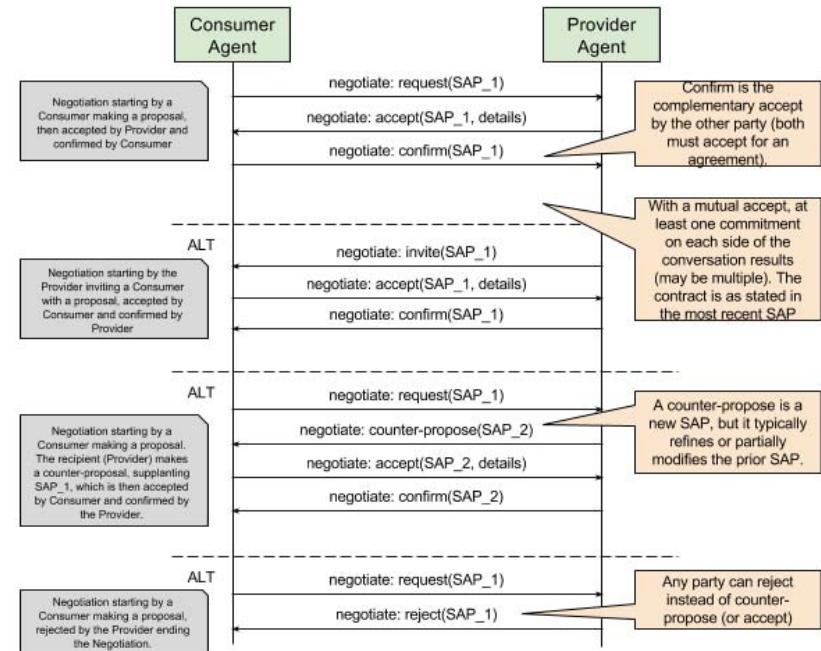 Consumer
Agent
Provider
Agent
Negotiation starting by a
Consumer making a proposal,
then accepted by Provider and
confirmed by Consumer
negotiate: request(SAP_1)
negotiate: accept(SAP_1, details)
negotiate: confirm(SAP_1)
Confirm is the
complementary accept
by the other party (both
must accept for an
agreement).
With a mutual accept, at
least one commitment
on each side of the
conversation results
(may be multiple). The
contract is as stated in
the most recent SAP
ALT
Negotiation starting by the
Provider inviting a Consumer
with a proposal, accepted by
Consumer and confirmed by
Provider
negotiate: invite(SAP_1)
negotiate: accept(SAP_1, details)
negotiate: confirm(SAP_1)
ALT
Negotiation starting by a
Consumer making a proposal.
The recipient (Provider) makes
a counter-proposal, supplanting
SAP_1, which is then accepted
by Consumer and confirmed by
the Provider.
negotiate: request(SAP_1)
negotiate: counter-propose(SAP_2)
negotiate: accept(SAP_2, details)
negotiate: confirm(SAP_2)
A counter-propose is a
new SAP, but it typically
refines or partially
modifies the prior SAP.
ALT
Negotiation starting by a
Consumer making a proposal,
rejected by the Provider ending
the Negotiation.
negotiate: request(SAP_1)
negotiate: reject(SAP_1)
Any party can reject
instead of counter-
propose (or accept)